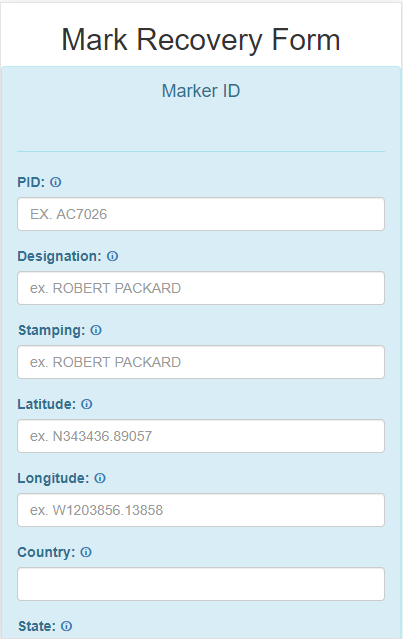 Mark Recovery Form
Marker ID
PID:
EX. AC7026
Designation:
ex. ROBERT PACKARD
Stamping:
ex. ROBERT PACKARD
Latitude:
ex. N343436.89057
Longitude:
ex. W1203856.13858
Country:
State: